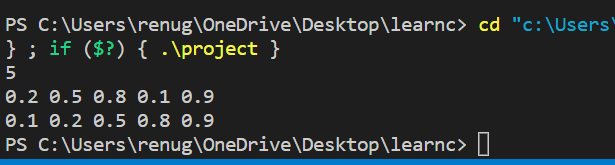 PS C:\Users\renug\OneDrive\Desktop\learnc> cd "c:\Users\
} ; if ($?) { .\project }
5
0.2 0.5 0.8 0.1 0.9
0.1 0.2 0.5 0.8 0.9
PS C:\Users\renug\OneDrive\Desktop\learnc>